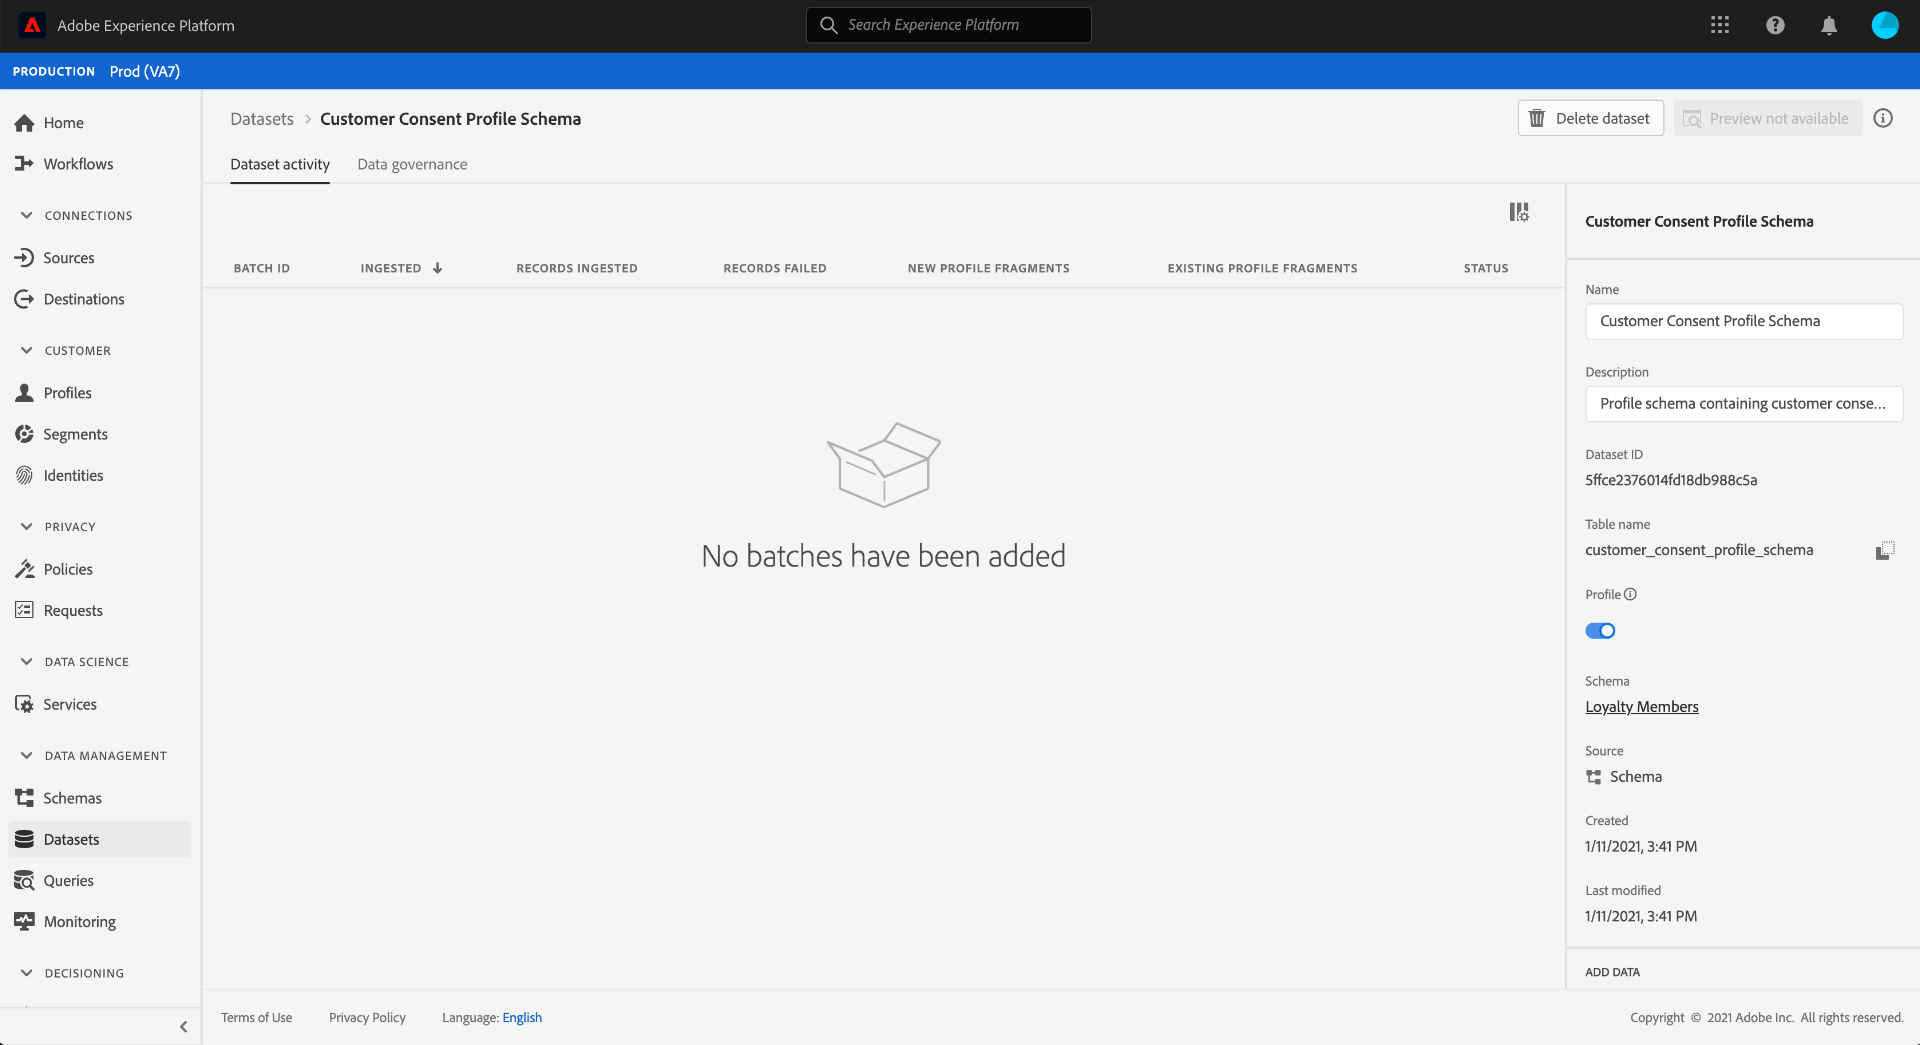 Adobe Experience Platform
Search Experience Platform
PRODUCTION Prod (VA7)
Home
Workflows
CONNECTIONS
Sources
Destinations
CUSTOMER
Profiles
Segments
Identities
PRIVACY
Policies
Requests
DATA SCIENCE
Services
DATA MANAGEMENT
Schemas
Datasets
Queries
Monitoring
DECISIONING
Datasets > Customer Consent Profile Schema
Delete dataset
Preview not available
Dataset activity Data governance
BATCH ID INGESTED RECORDS INGESTED RECORDS FAILED NEW PROFILE FRAGMENTS EXISTING PROFILE FRAGMENTS STATUS
No batches have been added
Customer Consent Profile Schema
Name
Customer Consent Profile Schema
Description
Profile schema containing customer conse...
Dataset ID
5ffce2376014fd18db988c5a
Table name
customer_consent_profile_schema
Profile
Schema
Loyalty Members
Source
Schema
Created
1/11/2021, 3:41 PM
Last modified
1/11/2021, 3:41 PM
ADD DATA
Terms of Use Privacy Policy Language: English
Copyright © 2021 Adobe Inc. All rights reserved.